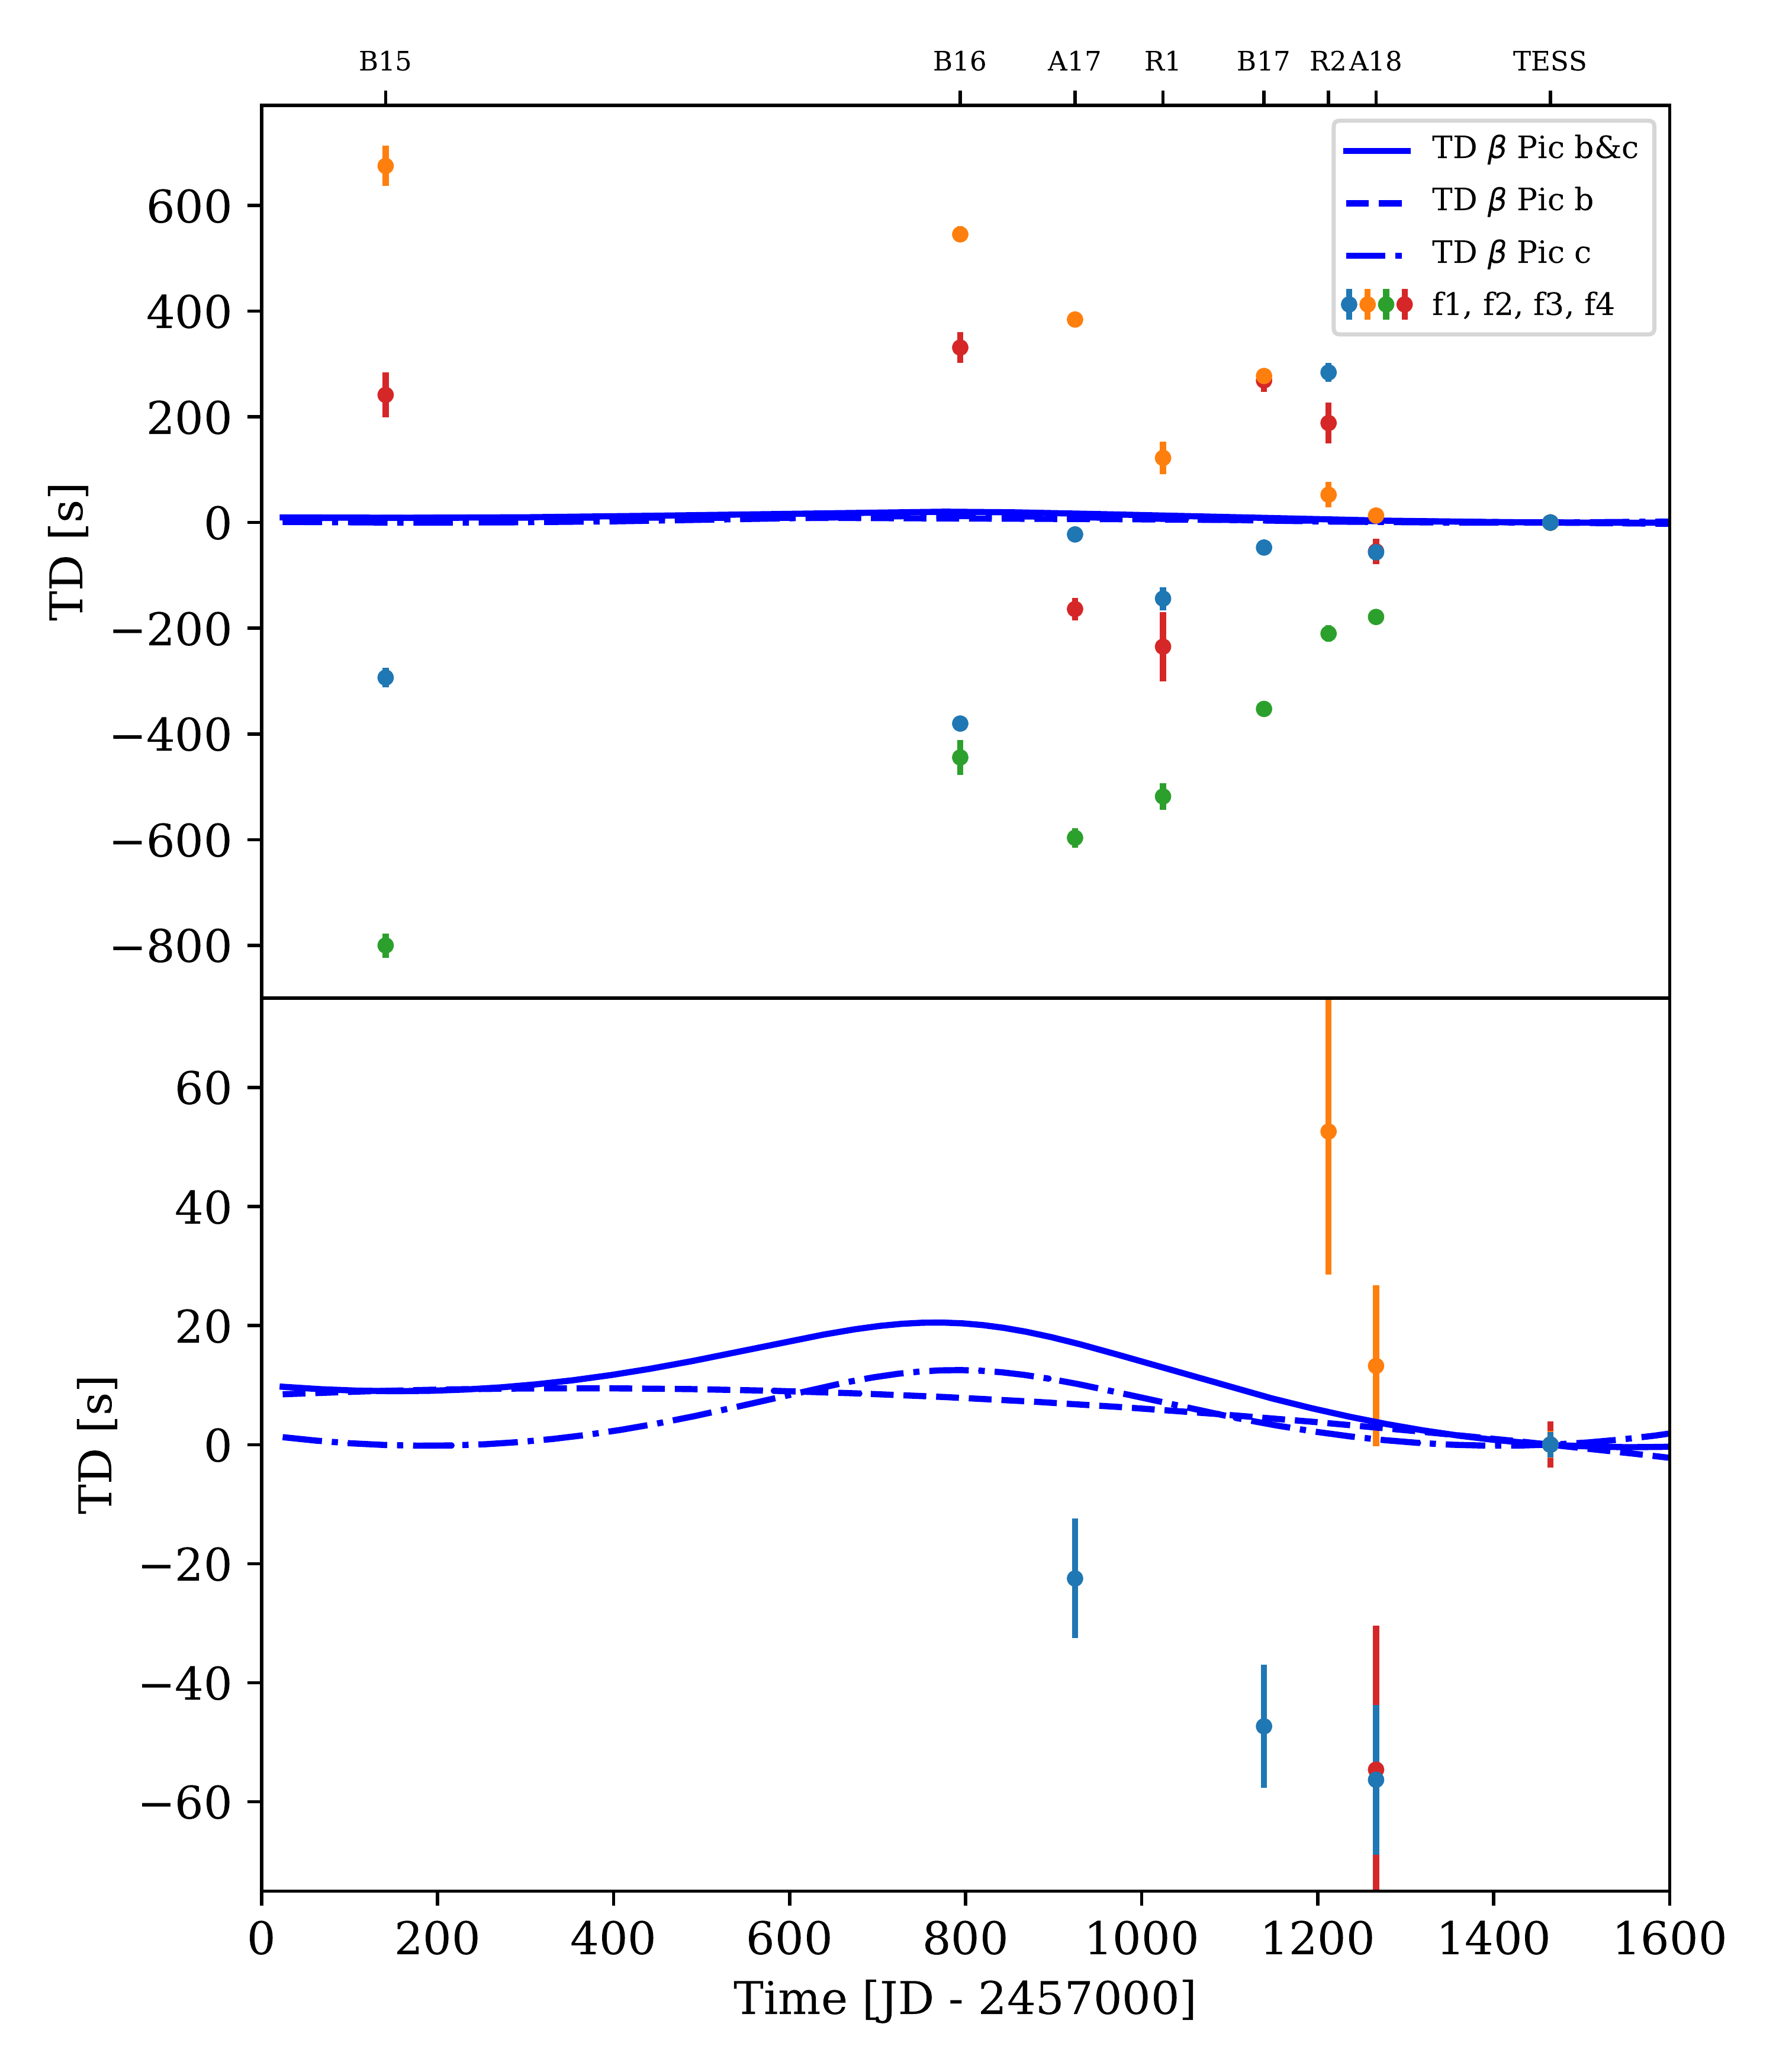 B15 B16 A17 R1 B17 R2 A18 TESS
TD β Pic b&c
TD β Pic b
TD β Pic c
f1, f2, f3, f4
600
400
200
0
−200
−400
−600
−800
TD [s]
60
40
20
0
−20
−40
−60
TD [s]
0 200 400 600 800 1000 1200 1400 1600
Time [JD - 2457000]